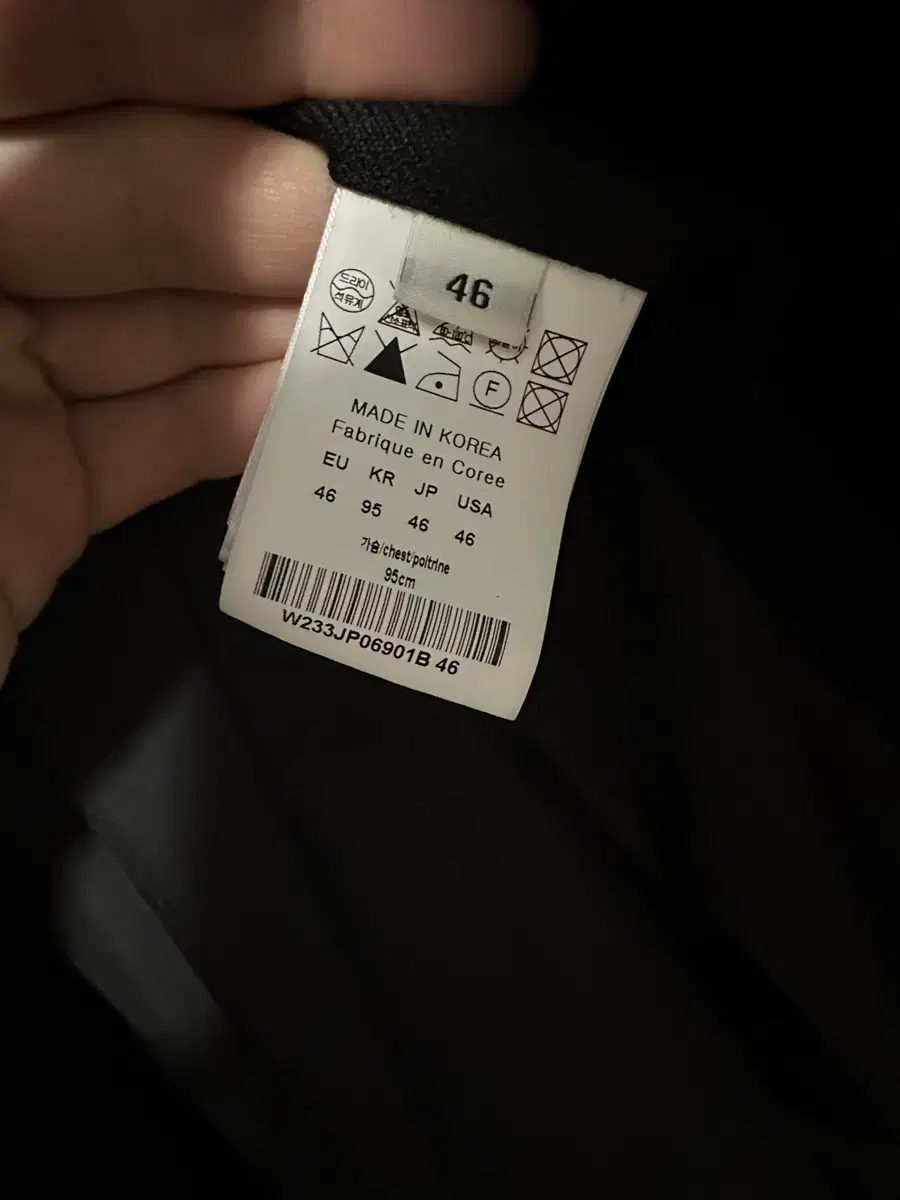 46
드라이
석유계
F
MADE IN KOREA
Fabrique en Coree
EU KR JP USA
46 95 46 46
가슴/chest/poitrine
95cm
W233JP06901B 46